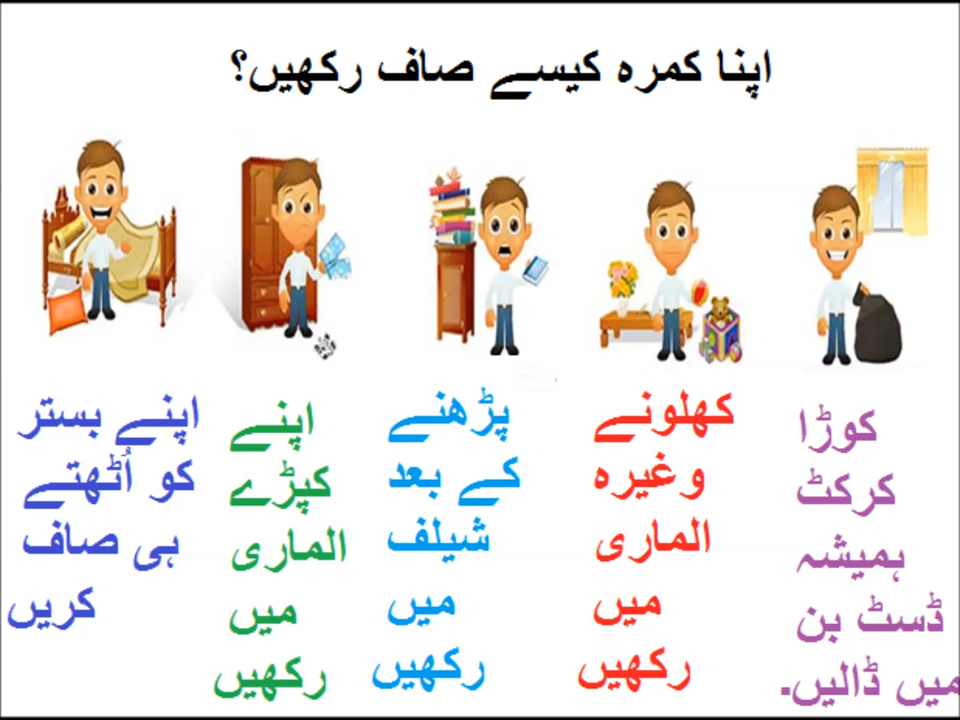 اپنا کمرہ کیسے صاف رکھیں؟
کوڑا
کرکٹ
ہمیشہ
ڈسٹ بن
میں ڈالیں۔
کھلونے
وغیرہ
الماری
میں
رکھیں
پڑھنے
کے بعد
شیلف
میں
رکھیں
اپنے
کپڑے
الماری
میں
رکھیں
اپنے بستر
کو اُٹھتے
ہی صاف
کریں